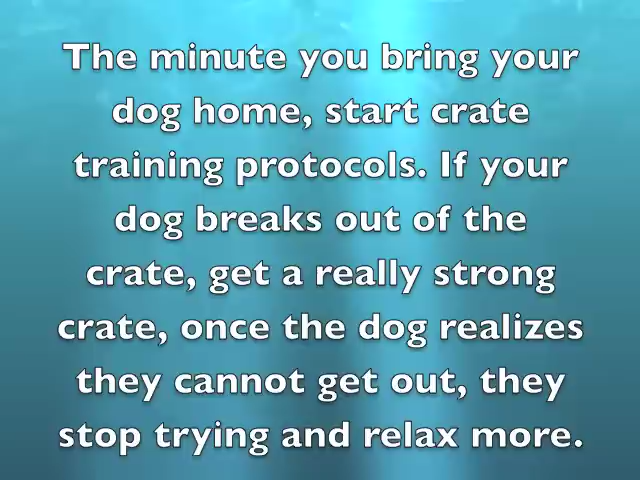 The minute you bring your
dog home, start crate
training protocols. If your
dog breaks out of the
crate, get a really strong
crate, once the dog realizes
they cannot get out, they
stop trying and relax more.